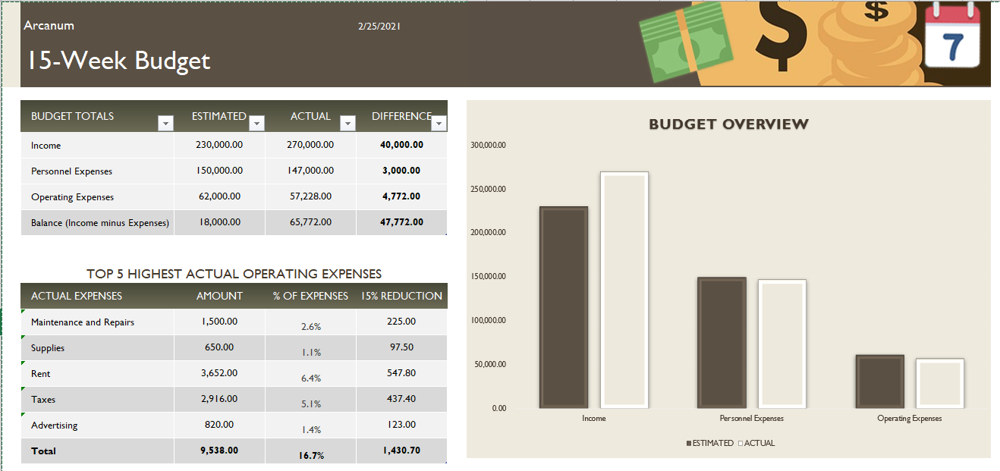 Arcanum 2/25/2021
15-Week Budget
$ $ 7
BUDGET TOTALS ESTIMATED ACTUAL DIFFERENCE
Income 230,000.00 270,000.00 40,000.00
Personnel Expenses 150,000.00 147,000.00 3,000.00
Operating Expenses 62,000.00 57,228.00 4,772.00
Balance (Income minus Expenses) 18,000.00 65,772.00 47,772.00
TOP 5 HIGHEST ACTUAL OPERATING EXPENSES
ACTUAL EXPENSES AMOUNT % OF EXPENSES 15% REDUCTION
Maintenance and Repairs 1,500.00 2.6% 225.00
Supplies 650.00 1.1% 97.50
Rent 3,652.00 6.4% 547.80
Taxes 2,916.00 5.1% 437.40
Advertising 820.00 1.4% 123.00
Total 9,538.00 16.7% 1,430.70
BUDGET OVERVIEW
300,000.00
250,000.00
200,000.00
150,000.00
100,000.00
50,000.00
0.00
Income Personnel Expenses Operating Expenses
ESTIMATED ACTUAL